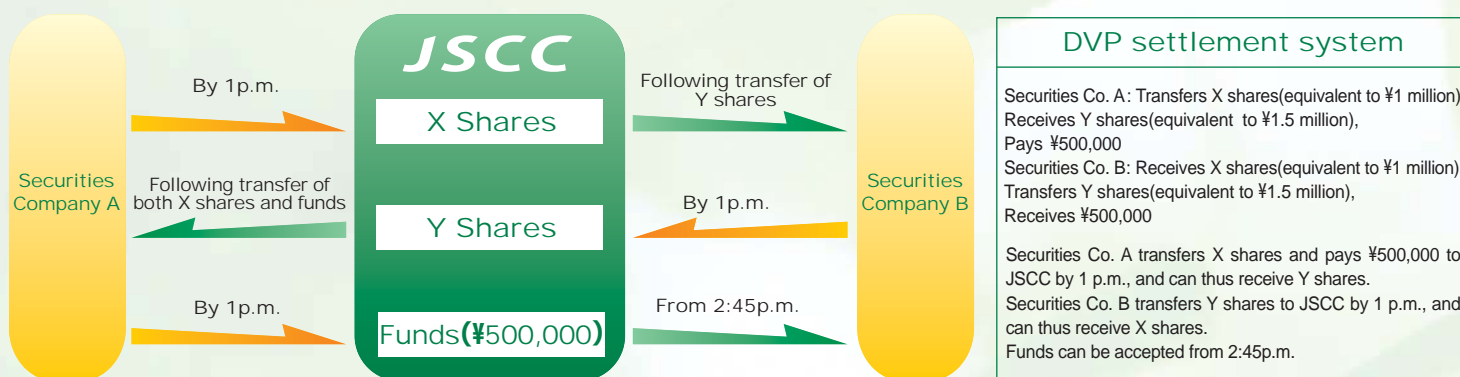 JSCC
By 1p.m.
X Shares
Following transfer of
Y shares
Securities
Company A
Following transfer of
both X shares and funds
Y Shares
By 1p.m.
Securities
Company B
By 1p.m.
Funds(¥500,000)
From 2:45p.m.
DVP settlement system
Securities Co. A: Transfers X shares(equivalent to ¥1 million)
Receives Y shares(equivalent to ¥1.5 million),
Pays ¥500,000
Securities Co. B: Receives X shares(equivalent to ¥1 million)
Transfers Y shares(equivalent to ¥1.5 million),
Receives ¥500,000
Securities Co. A transfers X shares and pays ¥500,000 to
JSCC by 1 p.m., and can thus receive Y shares.
Securities Co. B transfers Y shares to JSCC by 1 p.m., and
can thus receive X shares.
Funds can be accepted from 2:45p.m.